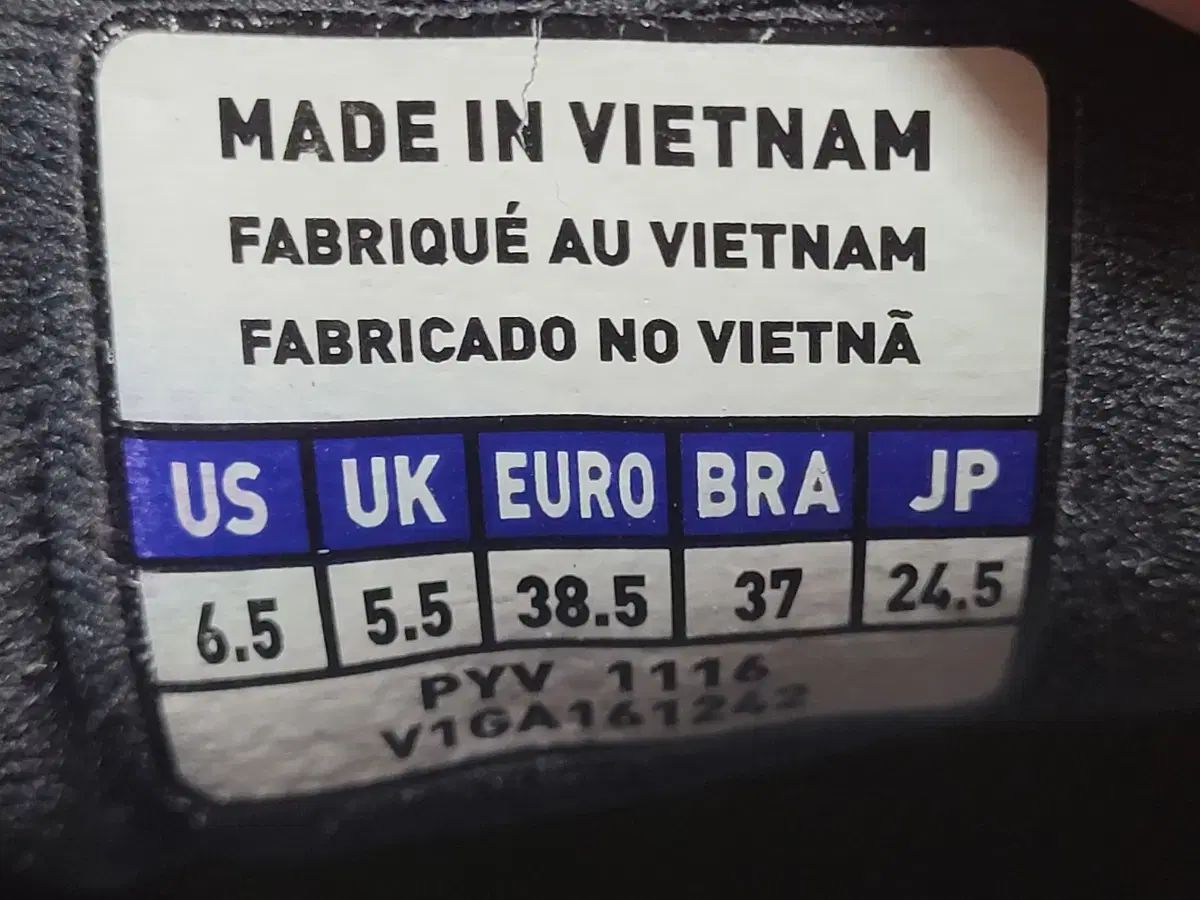 MADE IN VIETNAM
FABRIQUÉ AU VIETNAM
FABRICADO NO VIETNÃ
US UK EURO BRA JP
6.5 5.5 38.5 37 24.5
PYV 1116
V1GA161242